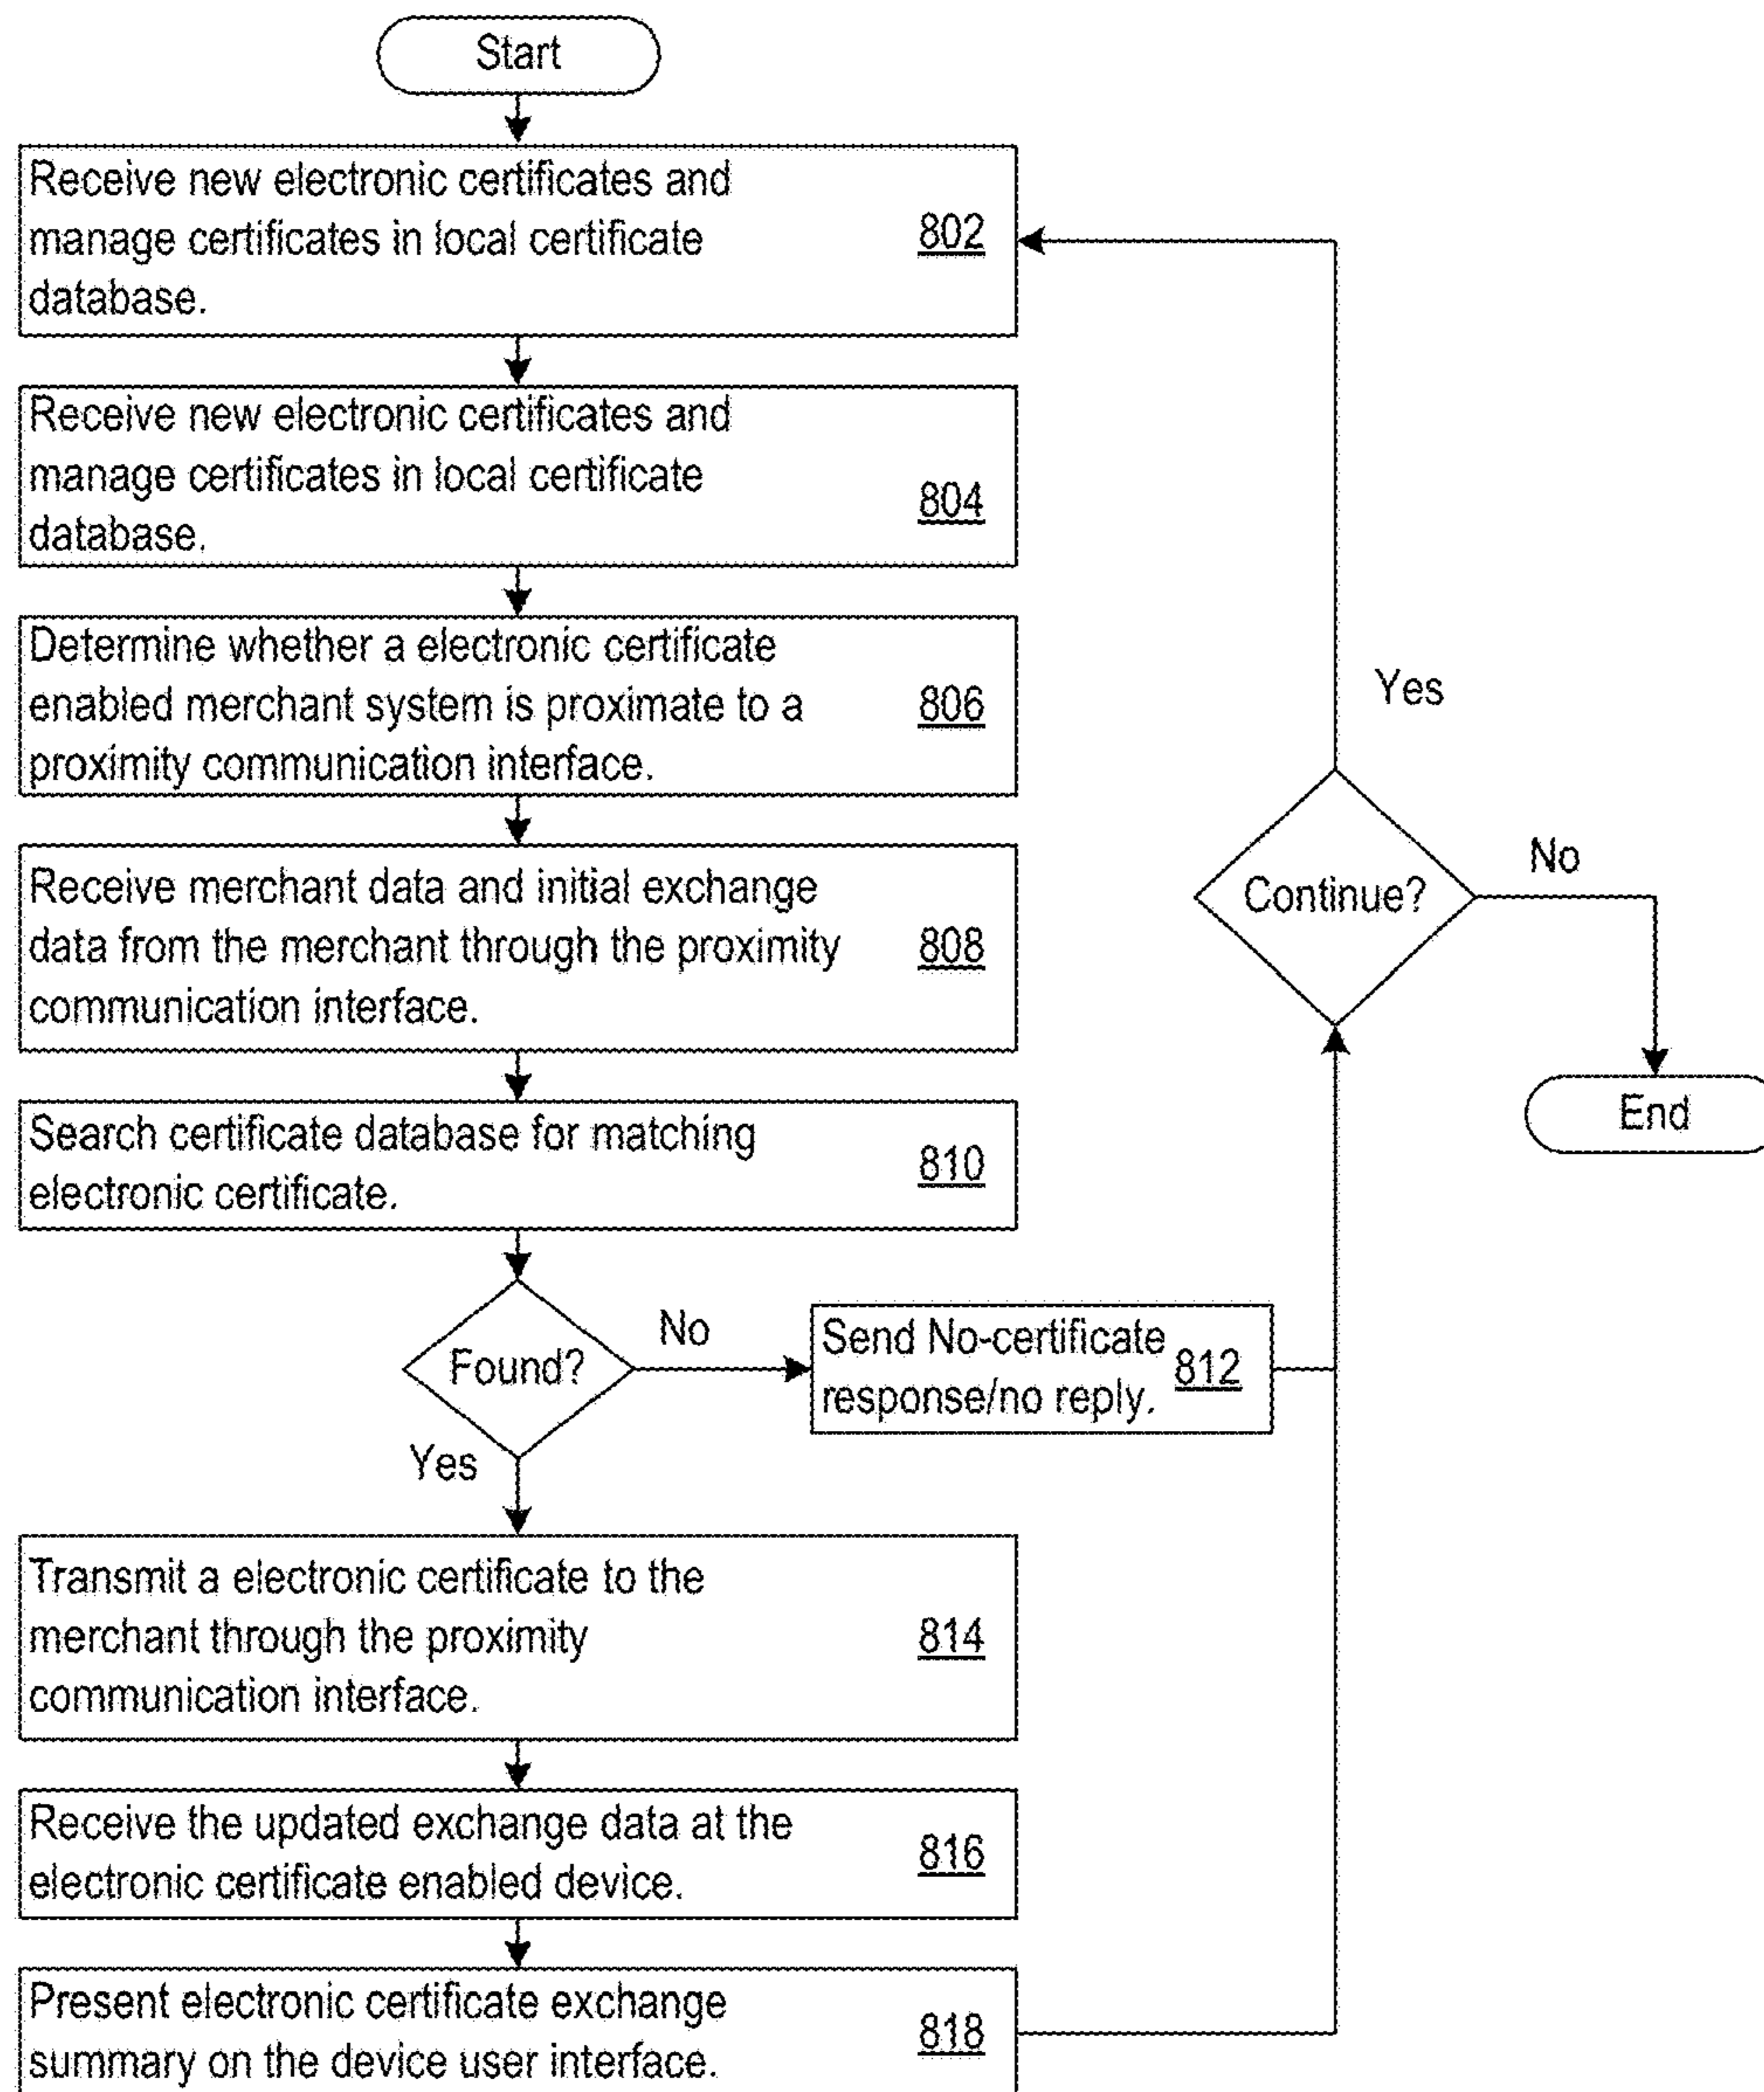 Start
Receive new electronic certificates and
manage certificates in local certificate
database.
802
Receive new electronic certificates and
manage certificates in local certificate
database.
804
Determine whether a electronic certificate
enabled merchant system is proximate to a
proximity communication interface.
806
Yes
Receive merchant data and initial exchange
data from the merchant through the proximity
communication interface.
808
Continue?
No
End
Search certificate database for matching
electronic certificate.
810
Found?
No
Send No-certificate
response/no reply.
812
Yes
Transmit a electronic certificate to the
merchant through the proximity
communication interface.
814
Receive the updated exchange data at the
electronic certificate enabled device.
816
Present electronic certificate exchange
summary on the device user interface.
818